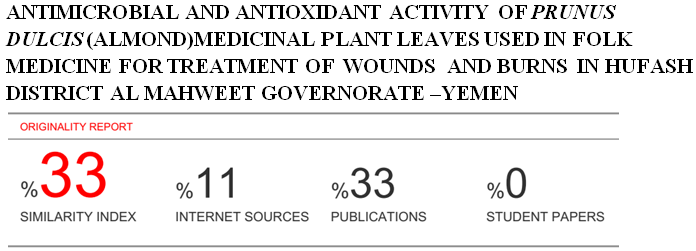 ANTIMICROBIAL AND ANTIOXIDANT ACTIVITY OF PRUNUS
DULCIS (ALMOND)MEDICINAL PLANT LEAVES USED IN FOLK
MEDICINE FOR TREATMENT OF WOUNDS AND BURNS IN HUFASH
DISTRICT AL MAHWEET GOVERNORATE –YEMEN
ORIGINALITY REPORT
%33 %11 %33 %0
SIMILARITY INDEX INTERNET SOURCES PUBLICATIONS STUDENT PAPERS